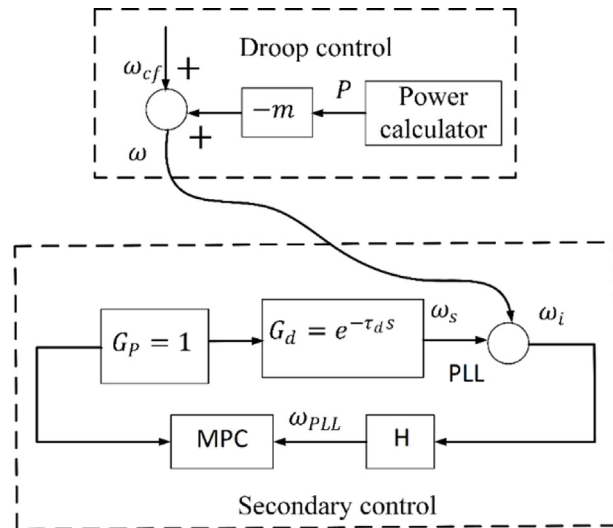 Droop control
ω_cf +
P
−m
Power
calculator
+
ω
G_P = 1
G_d = e^{−τ_d s}
ω_s
ω_i
PLL
MPC
ω_PLL
H
Secondary control